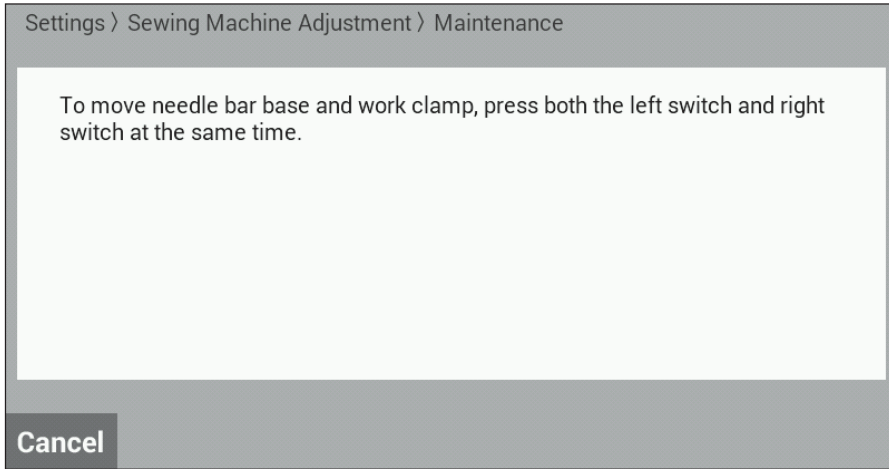 Settings 〉 Sewing Machine Adjustment 〉 Maintenance
To move needle bar base and work clamp, press both the left switch and right
switch at the same time.
Cancel